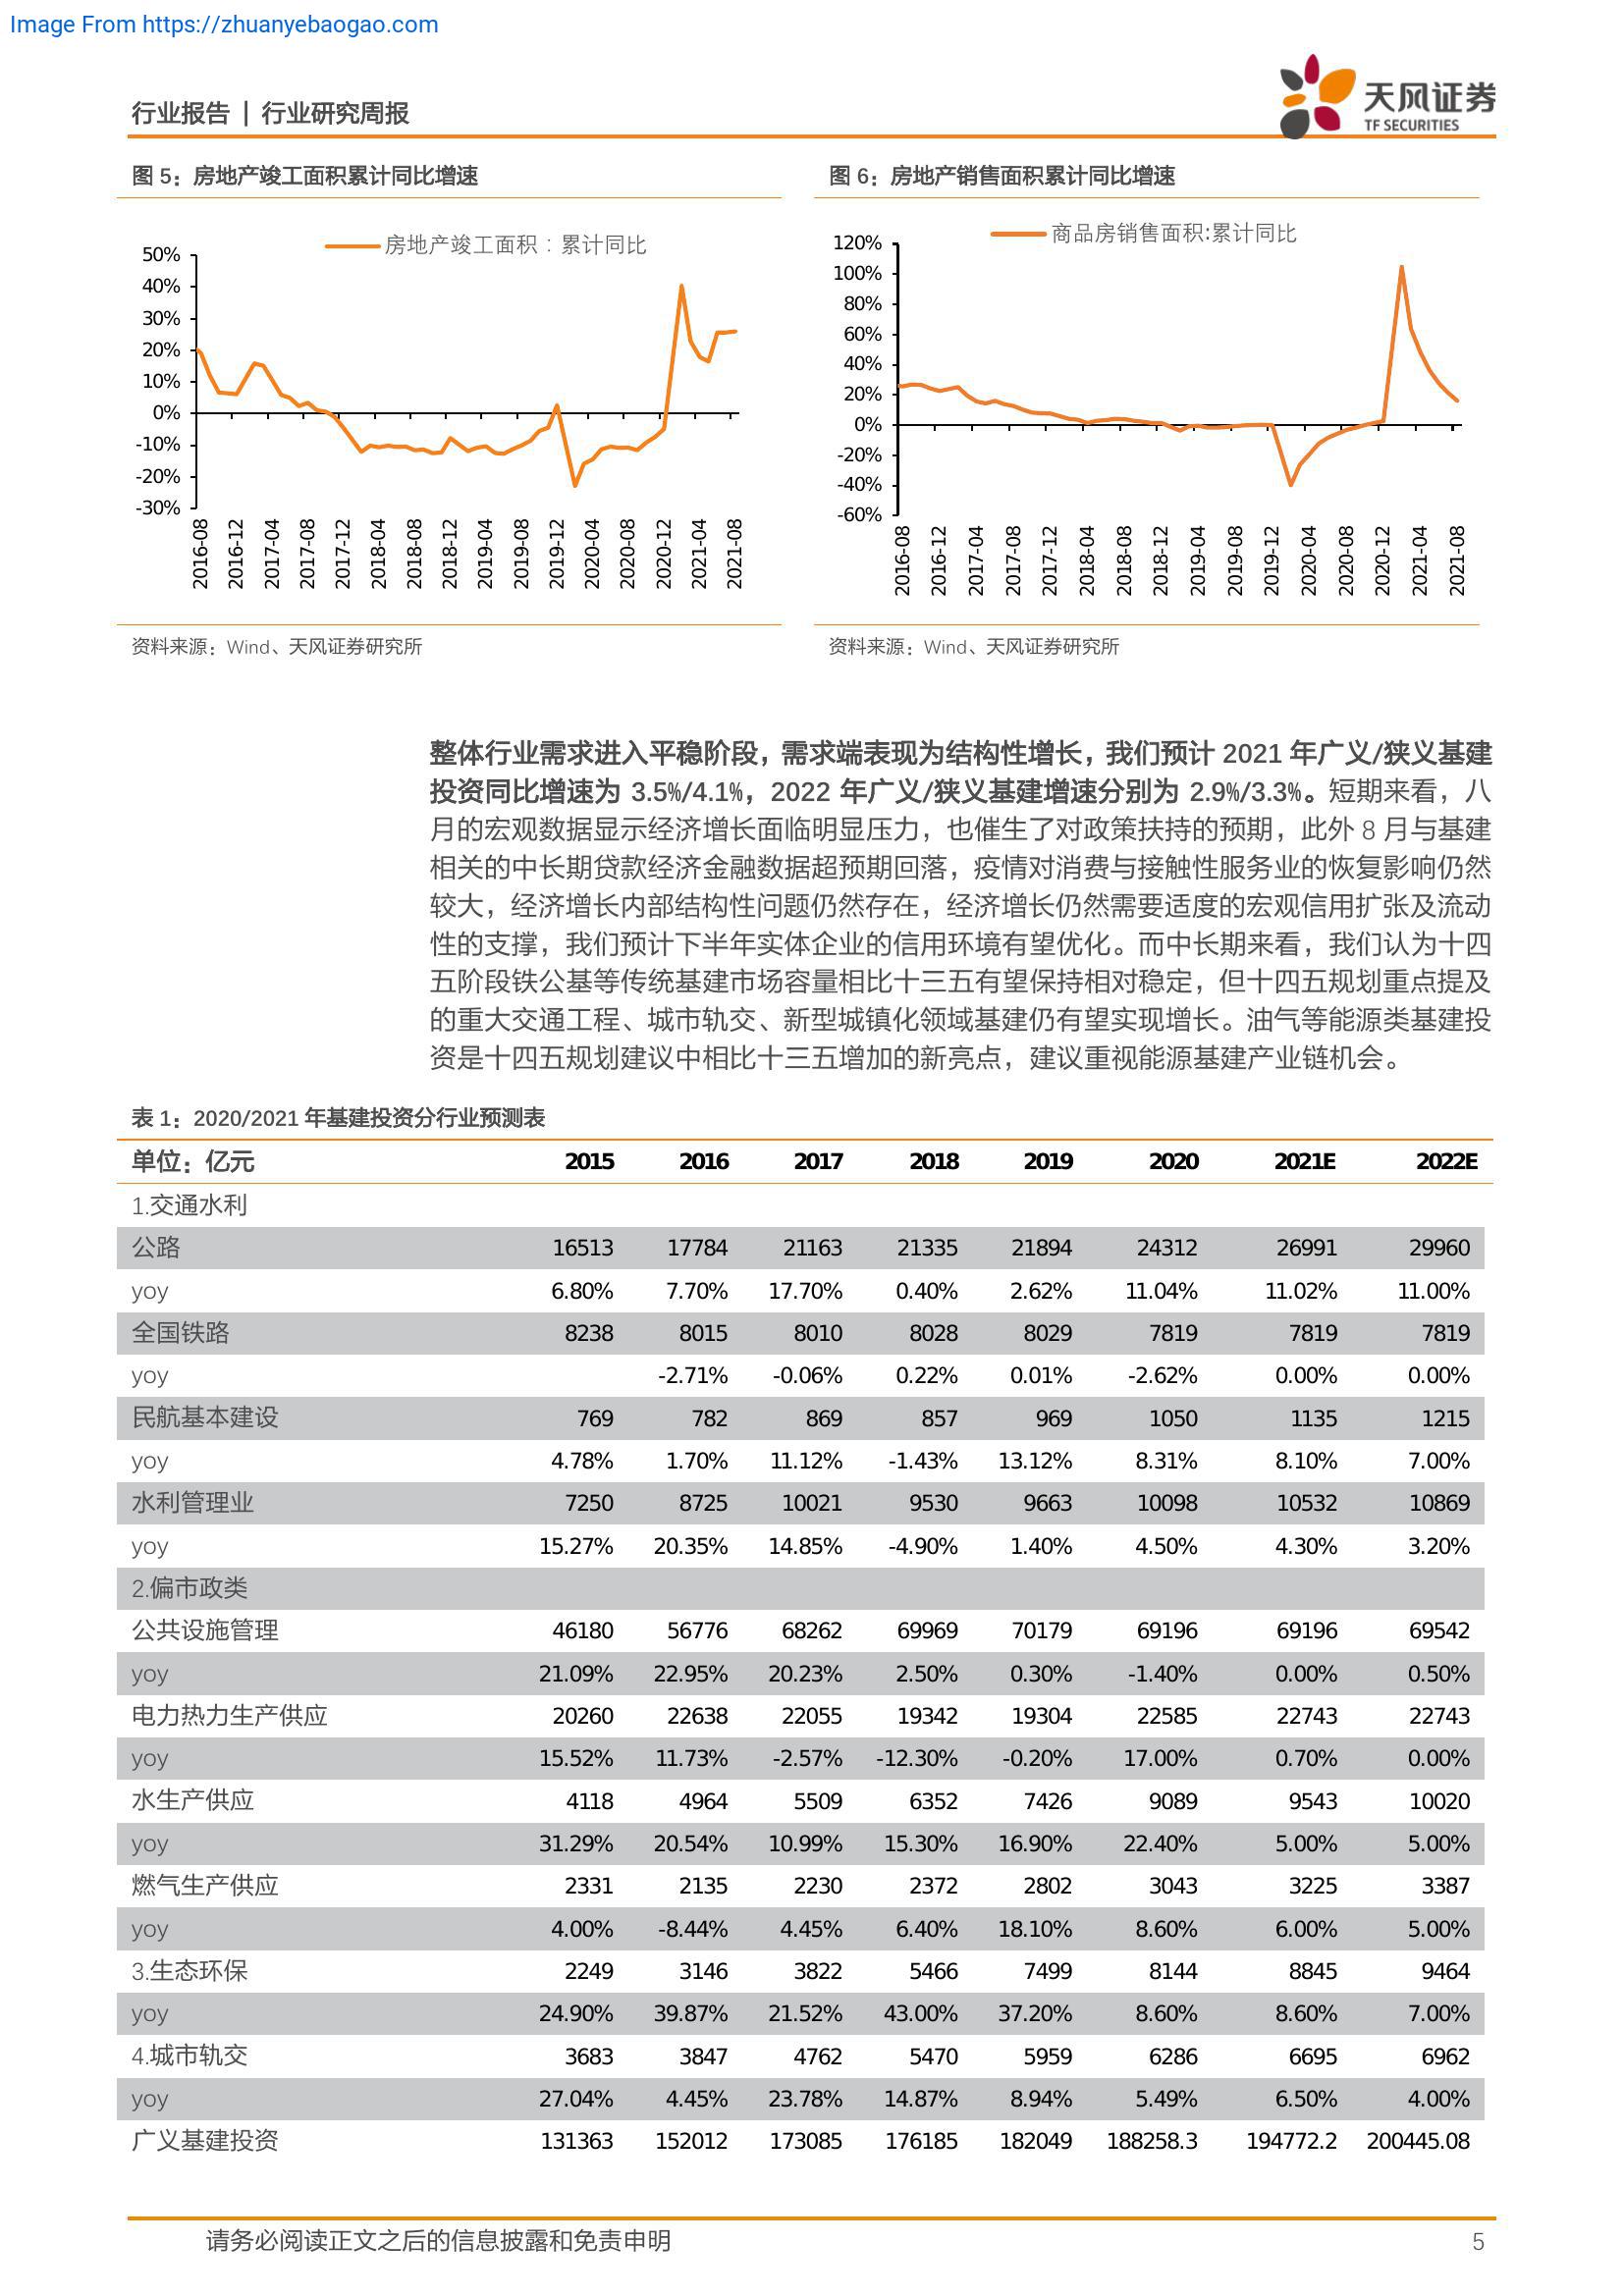 Image From https://zhuanyebaogao.com
行业报告 | 行业研究周报
天风证券
TF SECURITIES
图 5：房地产竣工面积累计同比增速
房地产竣工面积：累计同比
50%
40%
30%
20%
10%
0%
-10%
-20%
-30%
2016-08
2016-12
2017-04
2017-08
2017-12
2018-04
2018-08
2018-12
2019-04
2019-08
2019-12
2020-04
2020-08
2020-12
2021-04
2021-08
资料来源：Wind、天风证券研究所
图 6：房地产销售面积累计同比增速
商品房销售面积:累计同比
120%
100%
80%
60%
40%
20%
0%
-20%
-40%
-60%
2016-08
2016-12
2017-04
2017-08
2017-12
2018-04
2018-08
2018-12
2019-04
2019-08
2019-12
2020-04
2020-08
2020-12
2021-04
2021-08
资料来源：Wind、天风证券研究所
整体行业需求进入平稳阶段，需求端表现为结构性增长，我们预计 2021 年广义/狭义基建
投资同比增速为 3.5%/4.1%，2022 年广义/狭义基建增速分别为 2.9%/3.3%。短期来看，八
月的宏观数据显示经济增长面临明显压力，也催生了对政策扶持的预期，此外 8 月与基建
相关的中长期贷款经济金融数据超预期回落，疫情对消费与接触性服务业的恢复影响仍然
较大，经济增长内部结构性问题仍然存在，经济增长仍然需要适度的宏观信用扩张及流动
性的支撑，我们预计下半年实体企业的信用环境有望优化。而中长期来看，我们认为十四
五阶段铁公基等传统基建市场容量相比十三五有望保持相对稳定，但十四五规划重点提及
的重大交通工程、城市轨交、新型城镇化领域基建仍有望实现增长。油气等能源类基建投
资是十四五规划建议中相比十三五增加的新亮点，建议重视能源基建产业链机会。
表 1：2020/2021 年基建投资分行业预测表
单位：亿元 2015 2016 2017 2018 2019 2020 2021E 2022E
1.交通水利
公路 16513 17784 21163 21335 21894 24312 26991 29960
yoy 6.80% 7.70% 17.70% 0.40% 2.62% 11.04% 11.02% 11.00%
全国铁路 8238 8015 8010 8028 8029 7819 7819 7819
yoy -2.71% -0.06% 0.22% 0.01% -2.62% 0.00% 0.00%
民航基本建设 769 782 869 857 969 1050 1135 1215
yoy 4.78% 1.70% 11.12% -1.43% 13.12% 8.31% 8.10% 7.00%
水利管理业 7250 8725 10021 9530 9663 10098 10532 10869
yoy 15.27% 20.35% 14.85% -4.90% 1.40% 4.50% 4.30% 3.20%
2.偏市政类
公共设施管理 46180 56776 68262 69969 70179 69196 69196 69542
yoy 21.09% 22.95% 20.23% 2.50% 0.30% -1.40% 0.00% 0.50%
电力热力生产供应 20260 22638 22055 19342 19304 22585 22743 22743
yoy 15.52% 11.73% -2.57% -12.30% -0.20% 17.00% 0.70% 0.00%
水生产供应 4118 4964 5509 6352 7426 9089 9543 10020
yoy 31.29% 20.54% 10.99% 15.30% 16.90% 22.40% 5.00% 5.00%
燃气生产供应 2331 2135 2230 2372 2802 3043 3225 3387
yoy 4.00% -8.44% 4.45% 6.40% 18.10% 8.60% 6.00% 5.00%
3.生态环保 2249 3146 3822 5466 7499 8144 8845 9464
yoy 24.90% 39.87% 21.52% 43.00% 37.20% 8.60% 8.60% 7.00%
4.城市轨交 3683 3847 4762 5470 5959 6286 6695 6962
yoy 27.04% 4.45% 23.78% 14.87% 8.94% 5.49% 6.50% 4.00%
广义基建投资 131363 152012 173085 176185 182049 188258.3 194772.2 200445.08
请务必阅读正文之后的信息披露和免责申明 5